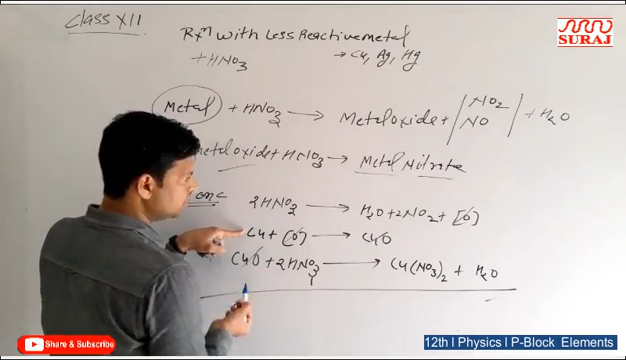 Class XII
Rxn with Less Reactive metal
+HNO3 → Cu, Ag, Hg
SURAJ
Metal + HNO3 → Metal oxide + | NO2 NO | + H2O
Metal oxide + HNO3 → Metal Nitrate
conc
2HNO3 → H2O + 2NO2 + [O]
Cu + [O] → CuO
CuO + 2HNO3 → Cu(NO3)2 + H2O
Share & Subscribe
12th I Physics I P-Block Elements